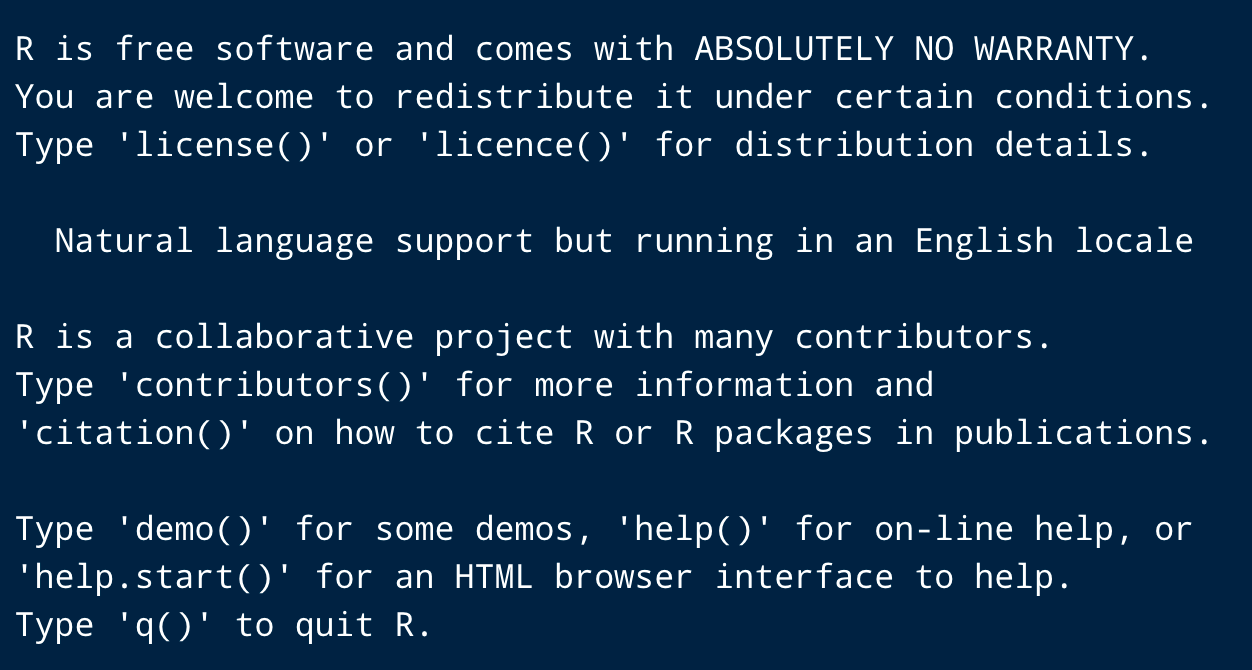 R is free software and comes with ABSOLUTELY NO WARRANTY.
You are welcome to redistribute it under certain conditions.
Type 'license()' or 'licence()' for distribution details.
Natural language support but running in an English locale
R is a collaborative project with many contributors.
Type 'contributors()' for more information and
'citation()' on how to cite R or R packages in publications.
Type 'demo()' for some demos, 'help()' for on-line help, or
'help.start()' for an HTML browser interface to help.
Type 'q()' to quit R.